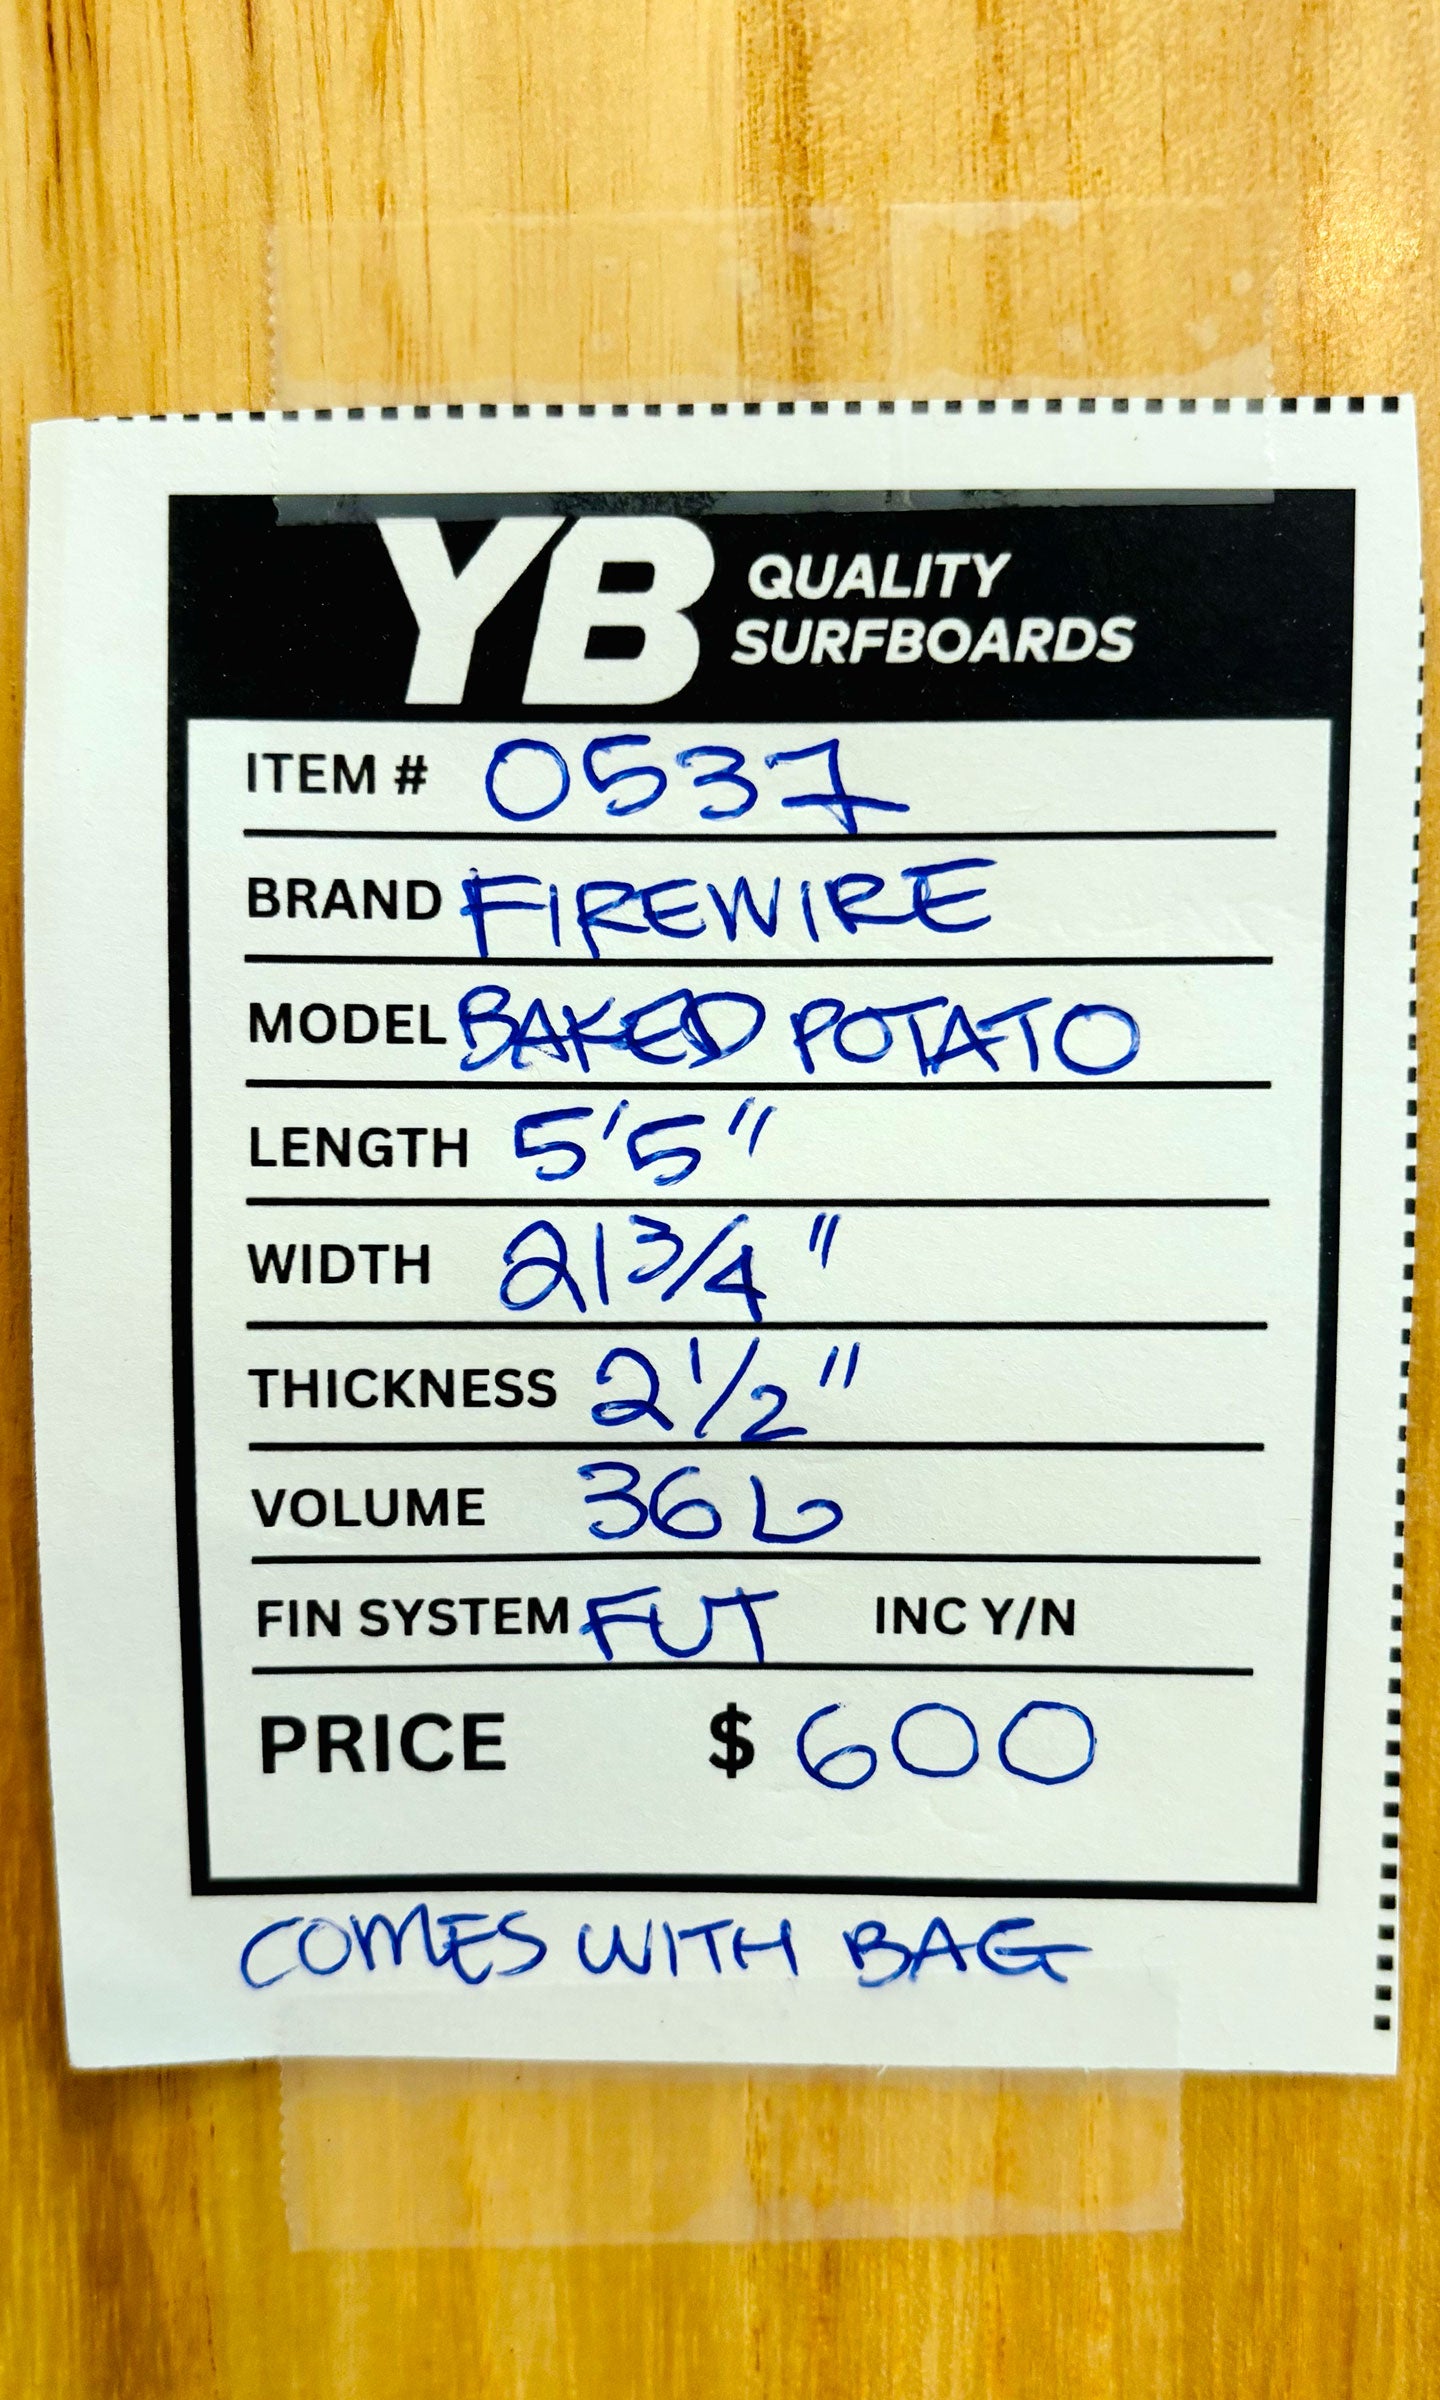 YB QUALITY
SURFBOARDS
ITEM # 0537
BRAND FIREWIRE
MODEL BAKED POTATO
LENGTH 5'5"
WIDTH 21 3/4"
THICKNESS 2 1/2"
VOLUME 36 L
FIN SYSTEM FUT INC Y/N
PRICE $ 600
COMES WITH BAG